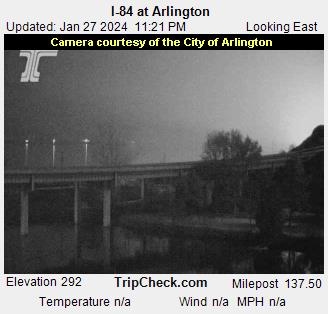 I-84 at Arlington
Updated: Jan 27 2024 11:21 PM Looking East
Camera courtesy of the City of Arlington
Elevation 292 TripCheck.com Milepost 137.50
Temperature n/a Wind n/a MPH n/a